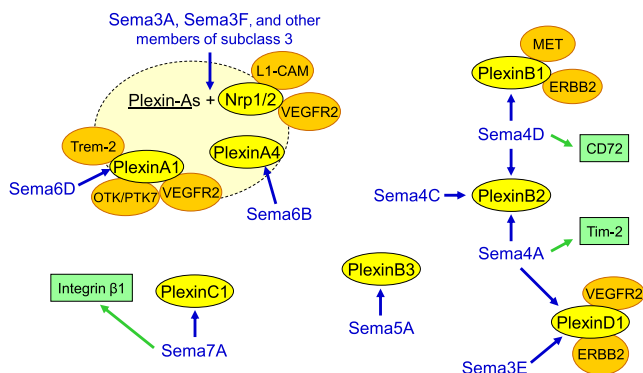 Sema3A, Sema3F, and other
members of subclass 3
MET
L1-CAM
PlexinB1
Plexin-As + Nrp1/2
ERBB2
VEGFR2
Sema4D
Trem-2
PlexinA4
CD72
PlexinA1
Sema6D
OTK/PTK7
VEGFR2
Sema4C
PlexinB2
Sema6B
Tim-2
Sema4A
PlexinB3
Integrin β1
PlexinC1
VEGFR2
PlexinD1
Sema5A
Sema7A
ERBB2
Sema3E